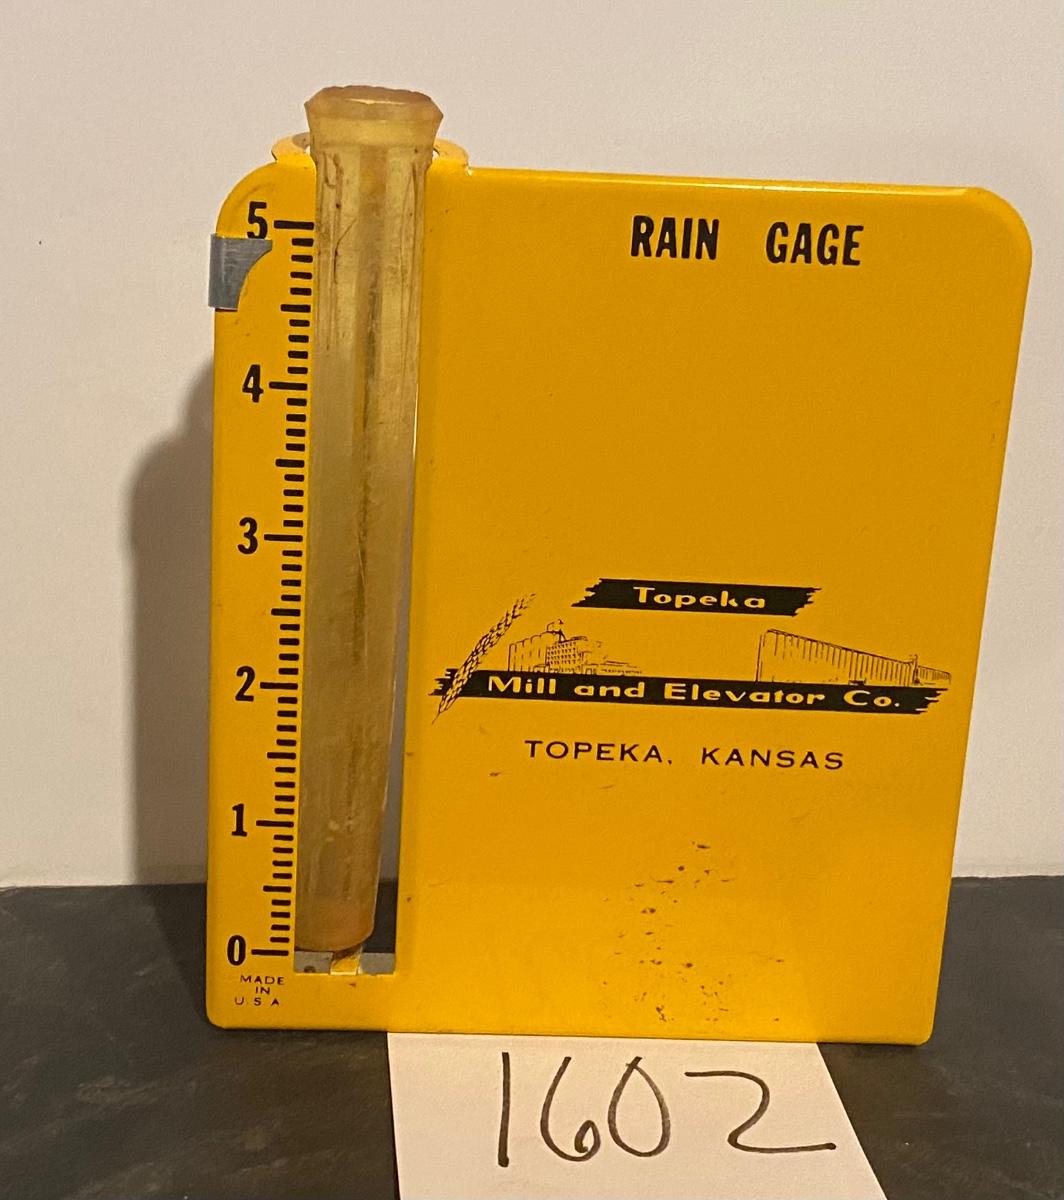 RAIN GAGE
5
4
3
2
1
0
MADE
IN
U.S.A
Topeka
Mill and Elevator Co.
TOPEKA, KANSAS
1602